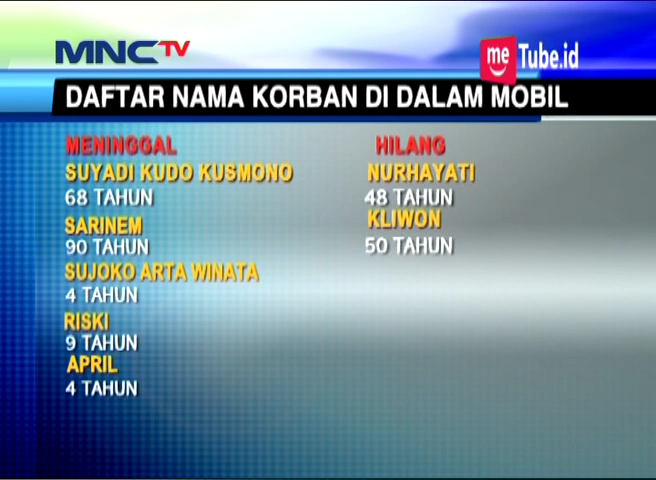 MNCTV
me Tube.id
DAFTAR NAMA KORBAN DI DALAM MOBIL
MENINGGAL
SUYADI KUDO KUSMONO
68 TAHUN
SARINEM
90 TAHUN
SUJOKO ARTA WINATA
4 TAHUN
RISKI
9 TAHUN
APRIL
4 TAHUN
HILANG
NURHAYATI
48 TAHUN
KLIWON
50 TAHUN